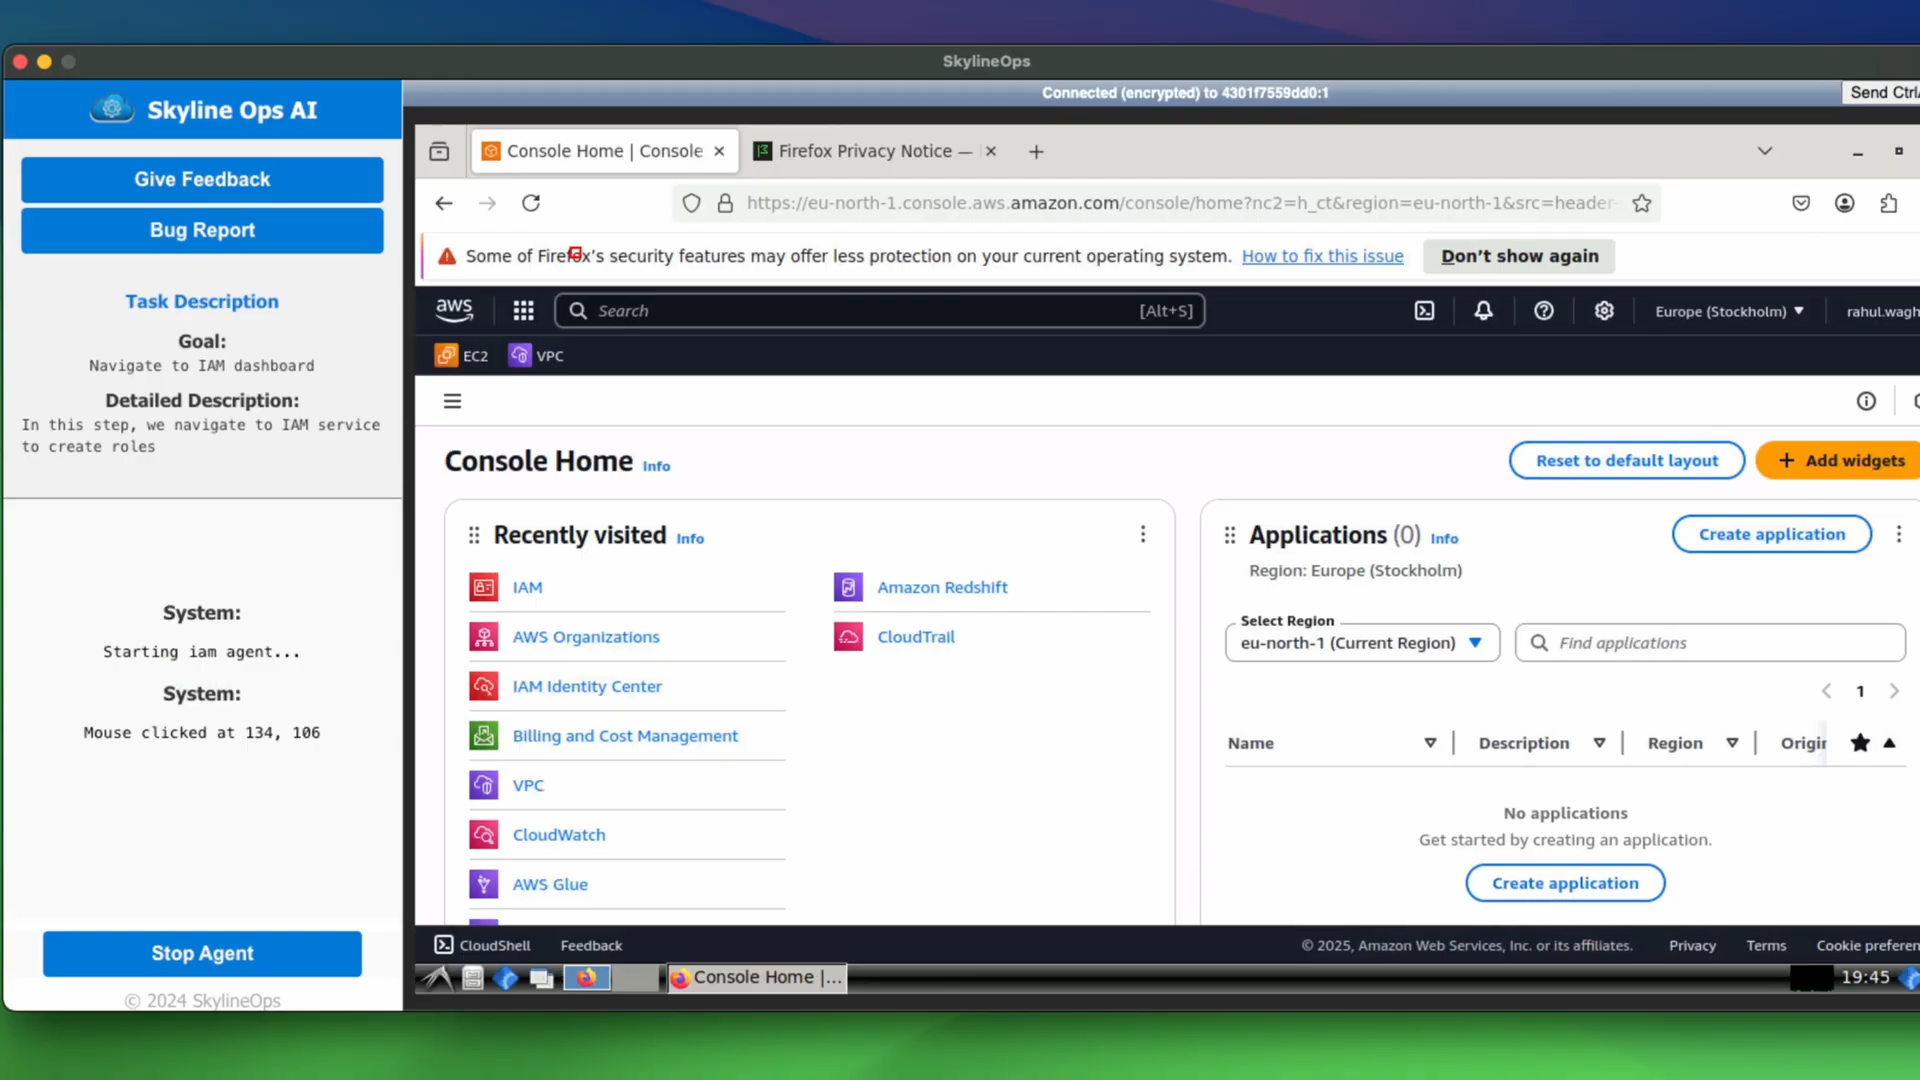 SkylineOps
Skyline Ops AI
Give Feedback
Bug Report
Task Description
Goal:
Navigate to IAM dashboard
Detailed Description:
In this step, we navigate to IAM service
to create roles
System:
Starting iam agent...
System:
Mouse clicked at 134, 106
Stop Agent
© 2024 SkylineOps
Connected (encrypted) to 4301f7559dd0:1
Send Ctrl
Console Home | Console
Firefox Privacy Notice —
https://eu-north-1.console.aws.amazon.com/console/home?nc2=h_ct&region=eu-north-1&src=header-
Some of Firefox’s security features may offer less protection on your current operating system. How to fix this issue Don’t show again
aws Search [Alt+S] Europe (Stockholm) rahul.wagh
EC2 VPC
Console Home Info
Reset to default layout
+ Add widgets
Recently visited Info
IAM
AWS Organizations
IAM Identity Center
Billing and Cost Management
VPC
CloudWatch
AWS Glue
Amazon Redshift
CloudTrail
Applications (0) Info
Create application
Region: Europe (Stockholm)
Select Region
eu-north-1 (Current Region)
Find applications
1
Name Description Region Origin
No applications
Get started by creating an application.
Create application
CloudShell Feedback © 2025, Amazon Web Services, Inc. or its affiliates. Privacy Terms Cookie preferen
Console Home |...
19:45